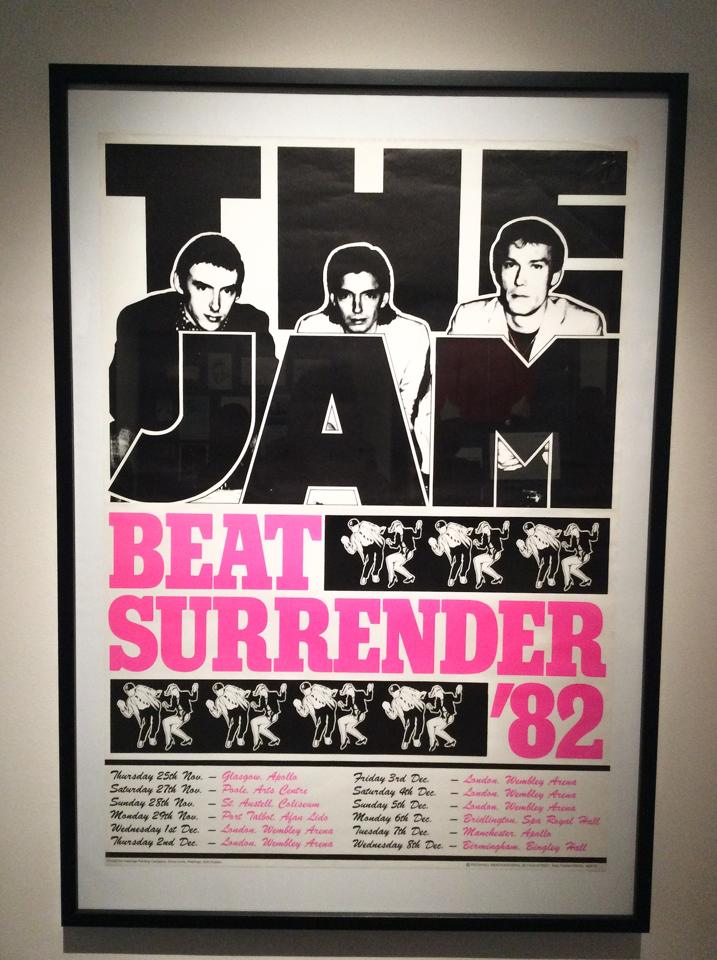 THE
JAM
BEAT
SURRENDER
'82
Thursday 25th Nov. — Glasgow, Apollo
Saturday 27th Nov. — Poole, Arts Centre
Sunday 28th Nov. — St. Austell, Coliseum
Monday 29th Nov. — Port Talbot, Afan Lido
Wednesday 1st Dec. — London, Wembley Arena
Thursday 2nd Dec. — London, Wembley Arena
Friday 3rd Dec. — London, Wembley Arena
Saturday 4th Dec. — London, Wembley Arena
Sunday 5th Dec. — London, Wembley Arena
Monday 6th Dec. — Bridlington, Spa Royal Hall
Tuesday 7th Dec. — Manchester, Apollo
Wednesday 8th Dec. — Birmingham, Bingley Hall